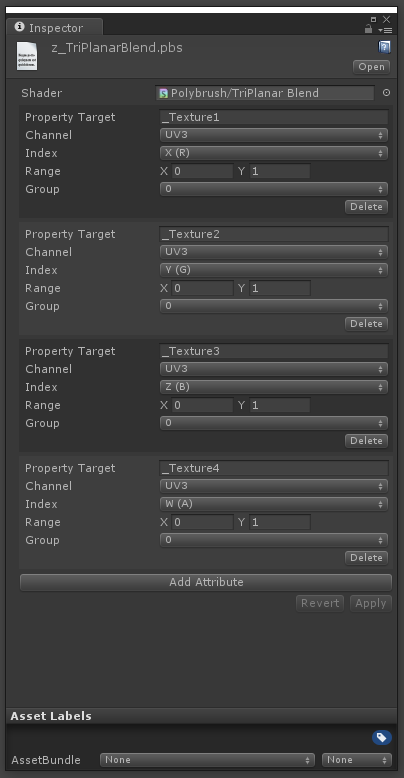 Inspector
z_TriPlanarBlend.pbs
Open
Shader Polybrush/TriPlanar Blend
Property Target _Texture1
Channel UV3
Index X (R)
Range X 0 Y 1
Group 0
Delete
Property Target _Texture2
Channel UV3
Index Y (G)
Range X 0 Y 1
Group 0
Delete
Property Target _Texture3
Channel UV3
Index Z (B)
Range X 0 Y 1
Group 0
Delete
Property Target _Texture4
Channel UV3
Index W (A)
Range X 0 Y 1
Group 0
Delete
Add Attribute
Revert Apply
Asset Labels
AssetBundle None None